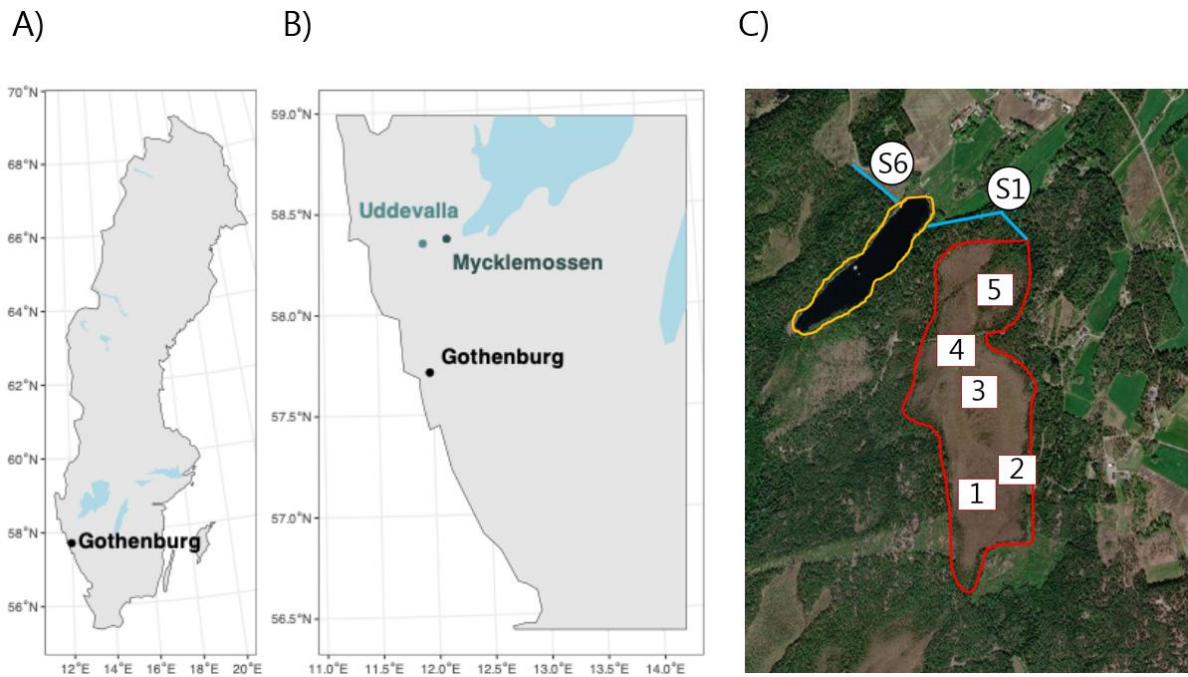 A)
B)
C)
70°N
68°N
66°N
64°N
62°N
60°N
58°N
56°N
Gothenburg
12°E 14°E 16°E 18°E 20°E
59.0°N
58.5°N
58.0°N
57.5°N
57.0°N
56.5°N
Uddevalla
Mycklemossen
Gothenburg
11.0°E 11.5°E 12.0°E 12.5°E 13.0°E 13.5°E 14.0°E
S6
S1
5
4
3
2
1